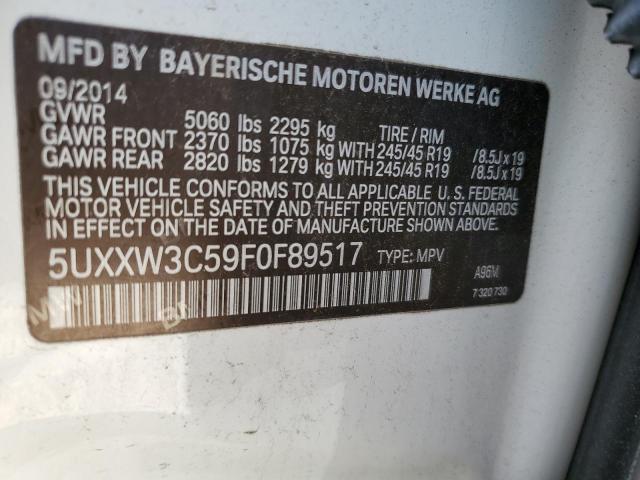 MFD BY BAYERISCHE MOTOREN WERKE AG
09/2014
GVWR 5060 lbs 2295 kg TIRE / RIM
GAWR FRONT 2370 lbs 1075 kg WITH 245/45 R19 /8.5J x 19
GAWR REAR 2820 lbs 1279 kg WITH 245/45 R19 /8.5J x 19
THIS VEHICLE CONFORMS TO ALL APPLICABLE U. S. FEDERAL
MOTOR VEHICLE SAFETY AND THEFT PREVENTION STANDARDS
IN EFFECT ON THE DATE OF MANUFACTURE SHOWN ABOVE.
5UXXW3C59F0F89517 TYPE: MPV A96M
7 320 730